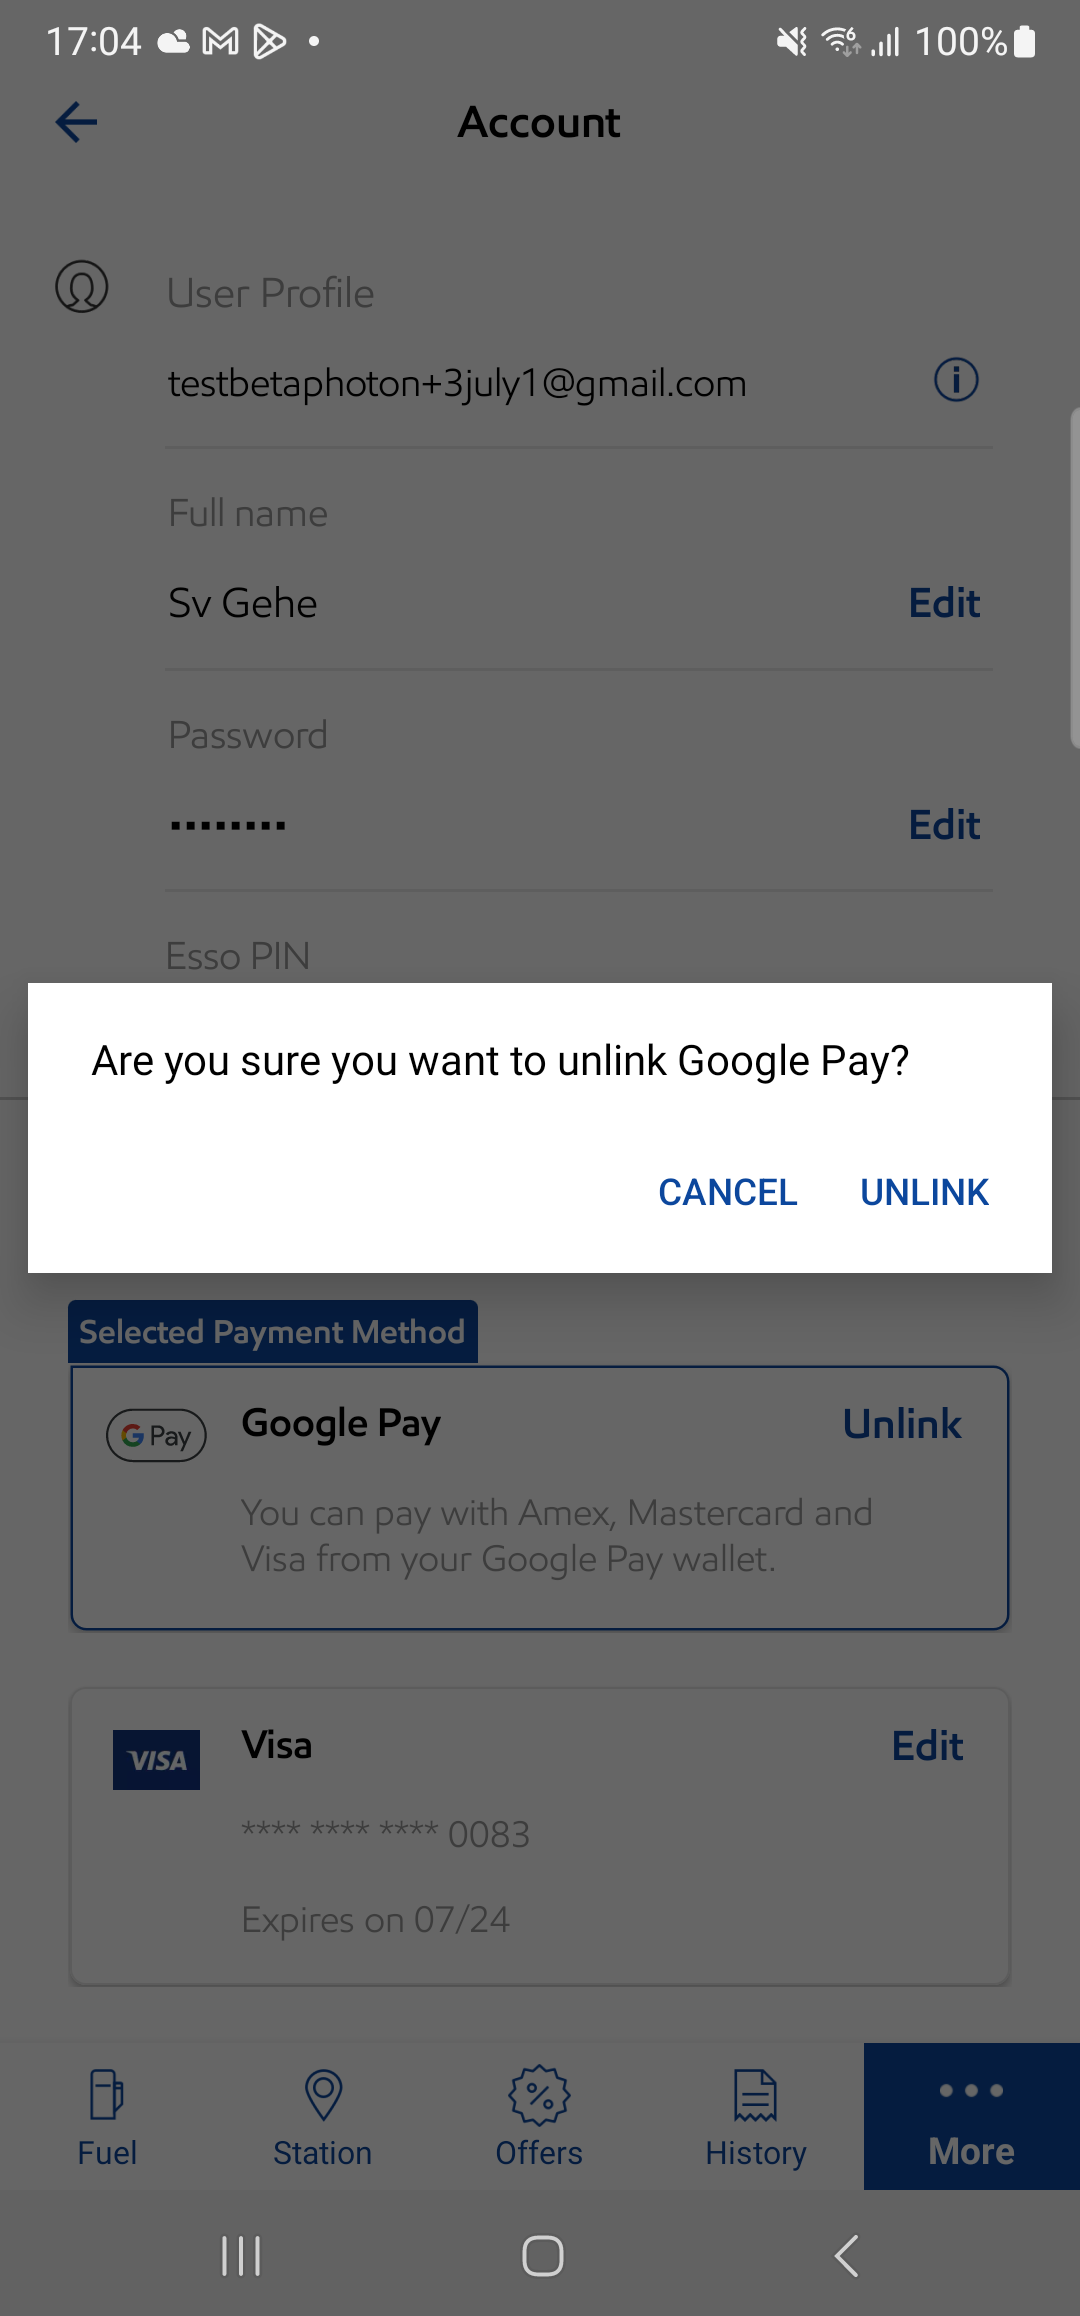 17:04
6 100%
Account
User Profile
testbetaphoton+3july1@gmail.com
Full name
Sv Gehe
Edit
Password
Edit
Esso PIN
Are you sure you want to unlink Google Pay?
CANCEL UNLINK
Selected Payment Method
G Pay Google Pay Unlink
You can pay with Amex, Mastercard and
Visa from your Google Pay wallet.
VISA Visa Edit
**** **** **** 0083
Expires on 07/24
Fuel Station Offers History More